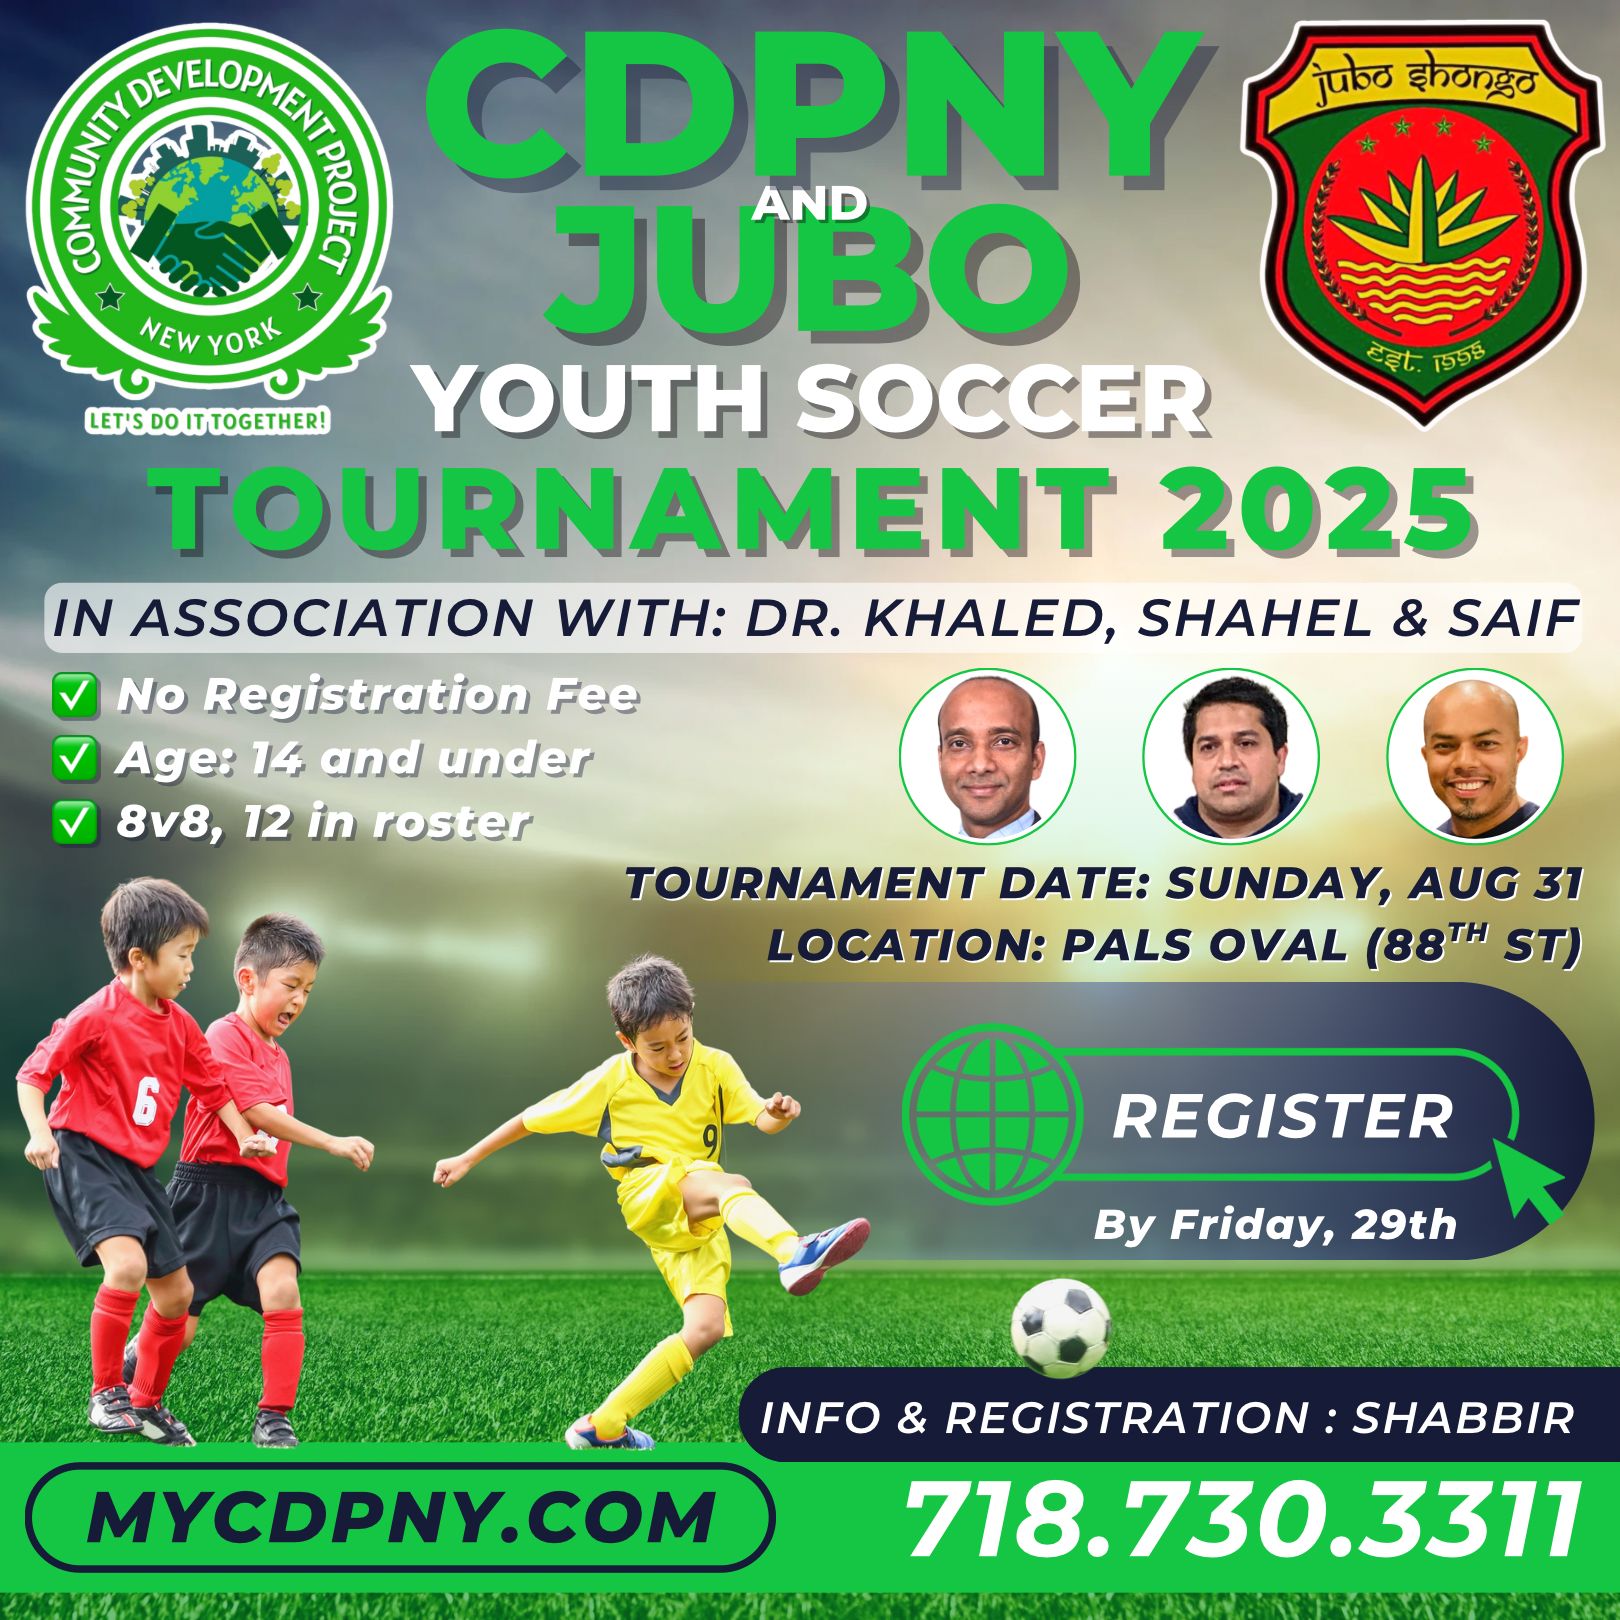 COMMUNITY DEVELOPMENT PROJECT
NEW YORK
LET'S DO IT TOGETHER!
CDPNY
AND
JUBO
jubo shongo
est. 1998
YOUTH SOCCER
TOURNAMENT 2025
IN ASSOCIATION WITH: DR. KHALED, SHAHEL & SAIF
No Registration Fee
Age: 14 and under
8v8, 12 in roster
TOURNAMENT DATE: SUNDAY, AUG 31
LOCATION: PALS OVAL (88TH ST)
6
9
REGISTER
By Friday, 29th
INFO & REGISTRATION : SHABBIR
MYCDPNY.COM
718.730.3311